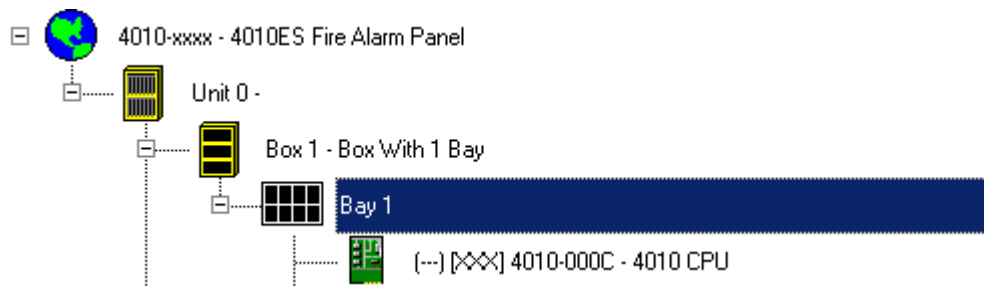 4010-xxxx - 4010ES Fire Alarm Panel
Unit 0 -
Box 1 - Box With 1 Bay
Bay 1
(---) [XXX] 4010-000C - 4010 CPU